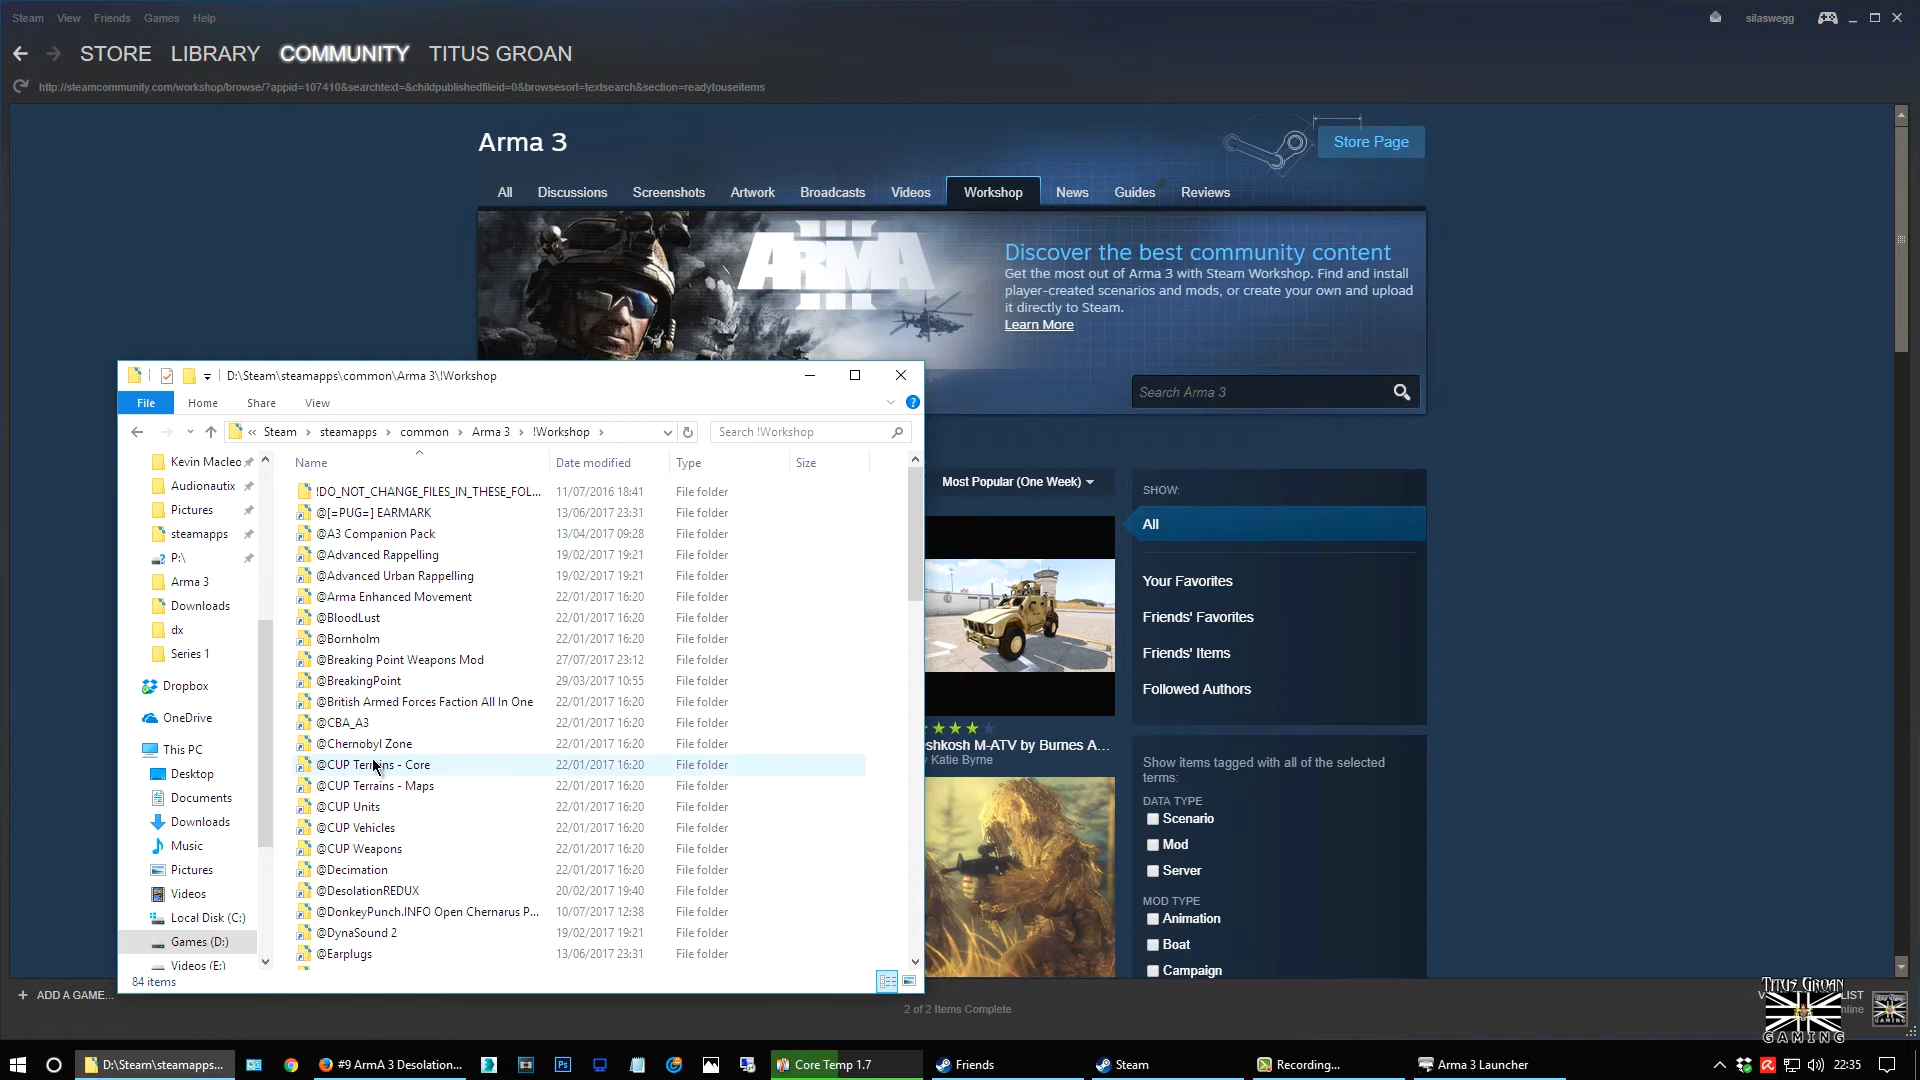 Steam View Friends Games Help
silaswegg
STORE LIBRARY COMMUNITY TITUS GROAN
http://steamcommunity.com/workshop/browse/?appid=107410&searchtext=&childpublishedfileid=0&browsesort=textsearch&section=readytouseitems
Arma 3
Store Page
All Discussions Screenshots Artwork Broadcasts Videos Workshop News Guides Reviews
ARMA III
Discover the best community content
Get the most out of Arma 3 with Steam Workshop. Find and install
player-created scenarios and mods, or create your own and upload
it directly to Steam.
Learn More
Search Arma 3
D:\Steam\steamapps\common\Arma 3\!Workshop
File Home Share View
« Steam › steamapps › common › Arma 3 › !Workshop ›
Search !Workshop
Kevin Macleo
Audionautix
Pictures
steamapps
P:\
Arma 3
Downloads
dx
Series 1
Dropbox
OneDrive
This PC
Desktop
Documents
Downloads
Music
Pictures
Videos
Local Disk (C:)
Games (D:)
Videos (E:)
Name Date modified Type Size
!DO_NOT_CHANGE_FILES_IN_THESE_FOL... 11/07/2016 18:41 File folder
@[=PUG=] EARMARK 13/06/2017 23:31 File folder
@A3 Companion Pack 13/04/2017 09:28 File folder
@Advanced Rappelling 19/02/2017 19:21 File folder
@Advanced Urban Rappelling 19/02/2017 19:21 File folder
@Arma Enhanced Movement 22/01/2017 16:20 File folder
@BloodLust 22/01/2017 16:20 File folder
@Bornholm 22/01/2017 16:20 File folder
@Breaking Point Weapons Mod 27/07/2017 23:12 File folder
@BreakingPoint 29/03/2017 10:55 File folder
@British Armed Forces Faction All In One 22/01/2017 16:20 File folder
@CBA_A3 22/01/2017 16:20 File folder
@Chernobyl Zone 22/01/2017 16:20 File folder
@CUP Terrains - Core 22/01/2017 16:20 File folder
@CUP Terrains - Maps 22/01/2017 16:20 File folder
@CUP Units 22/01/2017 16:20 File folder
@CUP Vehicles 22/01/2017 16:20 File folder
@CUP Weapons 22/01/2017 16:20 File folder
@Decimation 22/01/2017 16:20 File folder
@DesolationREDUX 20/02/2017 19:40 File folder
@DonkeyPunch.INFO Open Chernarus P... 10/07/2017 12:38 File folder
@DynaSound 2 19/02/2017 19:21 File folder
@Earplugs 13/06/2017 23:31 File folder
84 items
Most Popular (One Week)
shkosh M-ATV by Burnes A...
Katie Byrne
SHOW:
All
Your Favorites
Friends' Favorites
Friends' Items
Followed Authors
Show items tagged with all of the selected
terms:
DATA TYPE
Scenario
Mod
Server
MOD TYPE
Animation
Boat
Campaign
+ ADD A GAME...
2 of 2 Items Complete
LIST
nline
TITUS GROAN
GAMING
D:\Steam\steamapps...
#9 ArmA 3 Desolation...
Ps
Core Temp 1.7
Friends
Steam
Recording...
Arma 3 Launcher
22:35